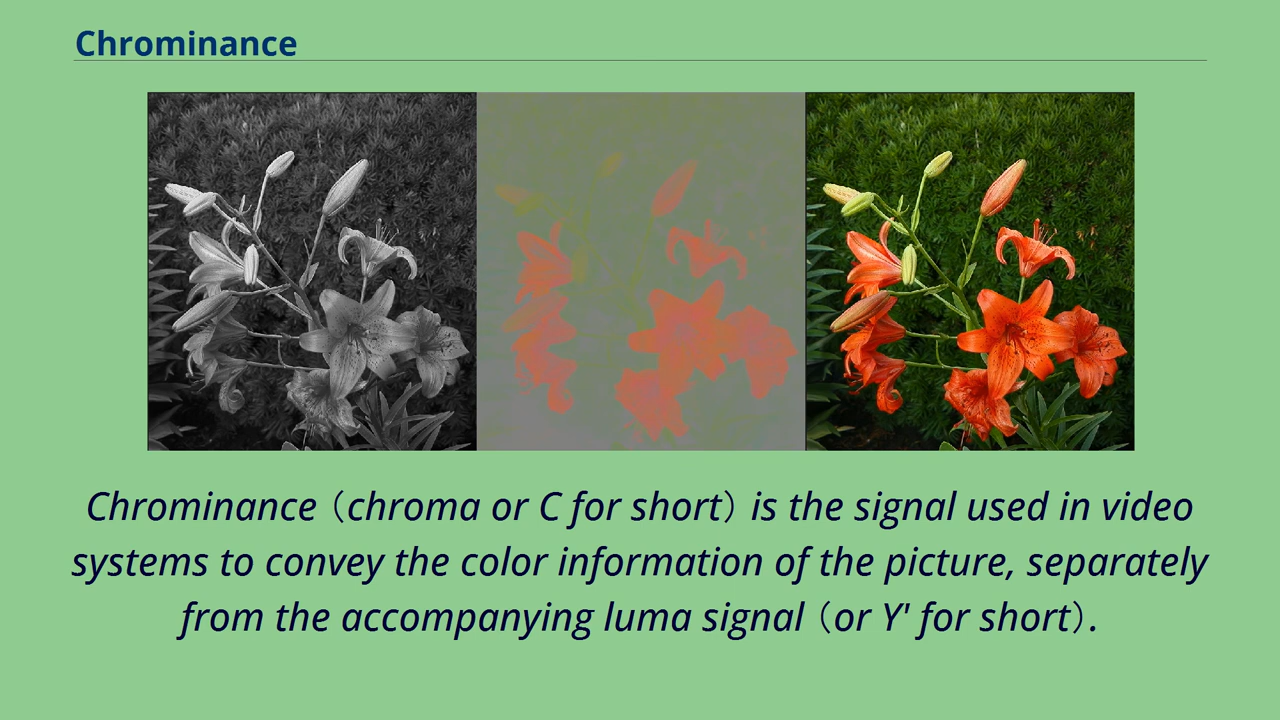 Chrominance
Chrominance（chroma or C for short）is the signal used in video
systems to convey the color information of the picture, separately
from the accompanying luma signal（or Y' for short）.